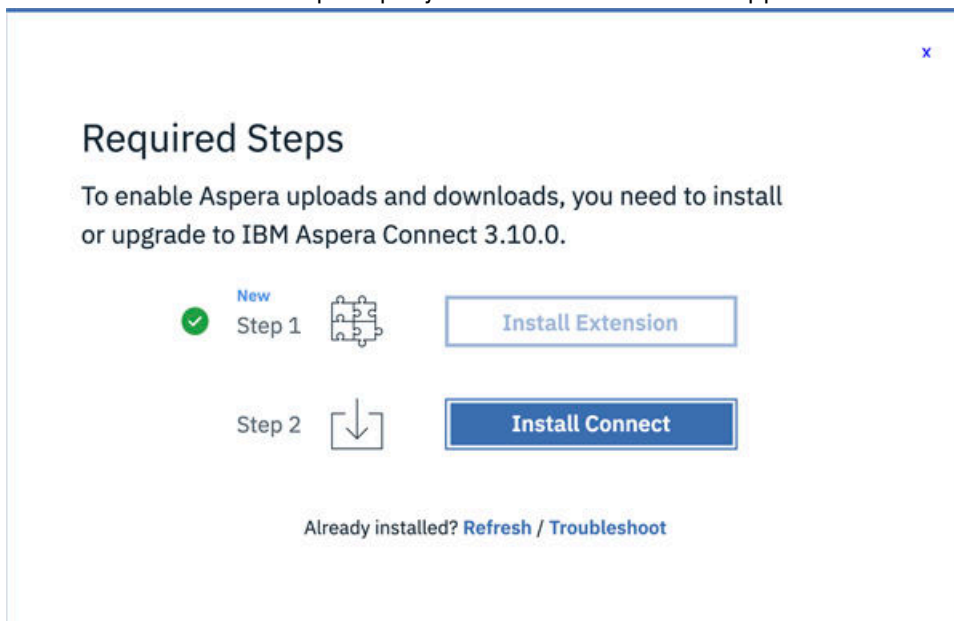 x
Required Steps
To enable Aspera uploads and downloads, you need to install
or upgrade to IBM Aspera Connect 3.10.0.
New
Step 1
Install Extension
Step 2
Install Connect
Already installed? Refresh / Troubleshoot